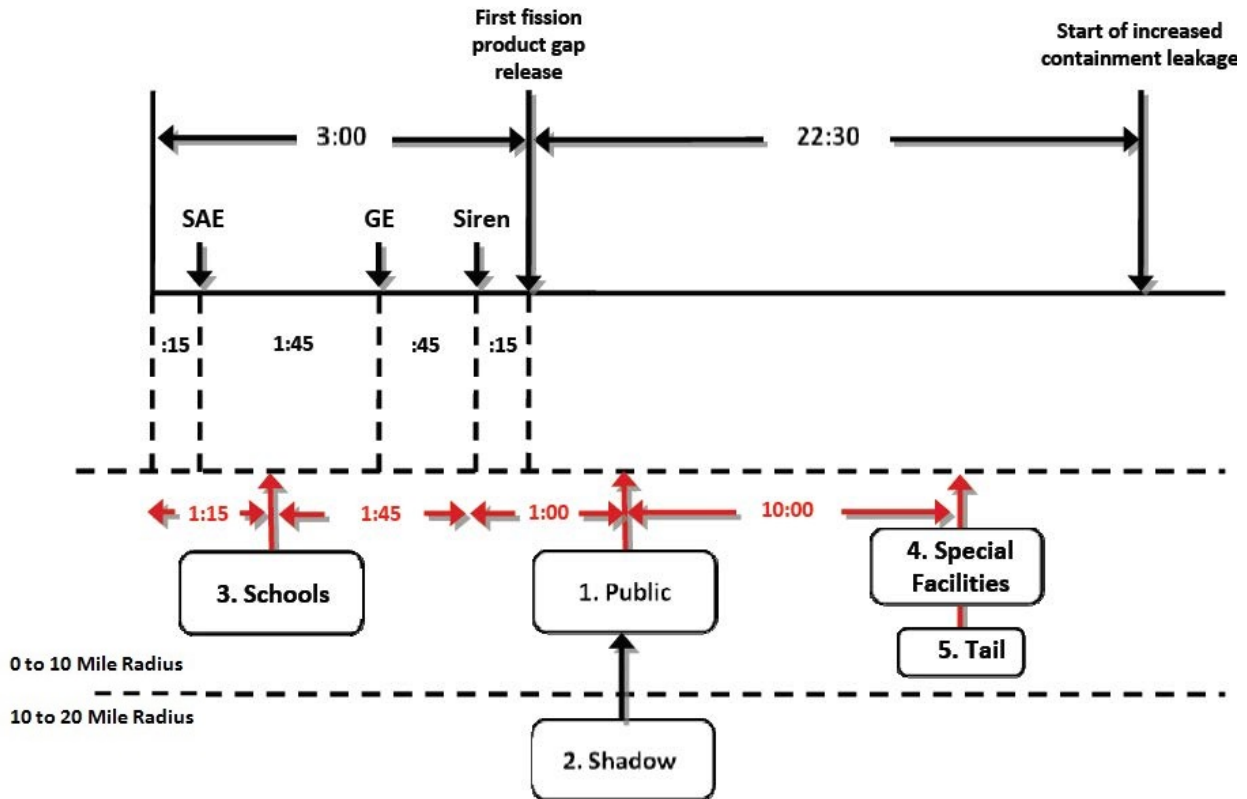 First fission
product gap
release
Start of increased
containment leakage
3:00
22:30
SAE
GE
Siren
:15
1:45
:45
:15
1:15
1:45
1:00
10:00
3. Schools
1. Public
4. Special
Facilities
5. Tail
0 to 10 Mile Radius
10 to 20 Mile Radius
2. Shadow